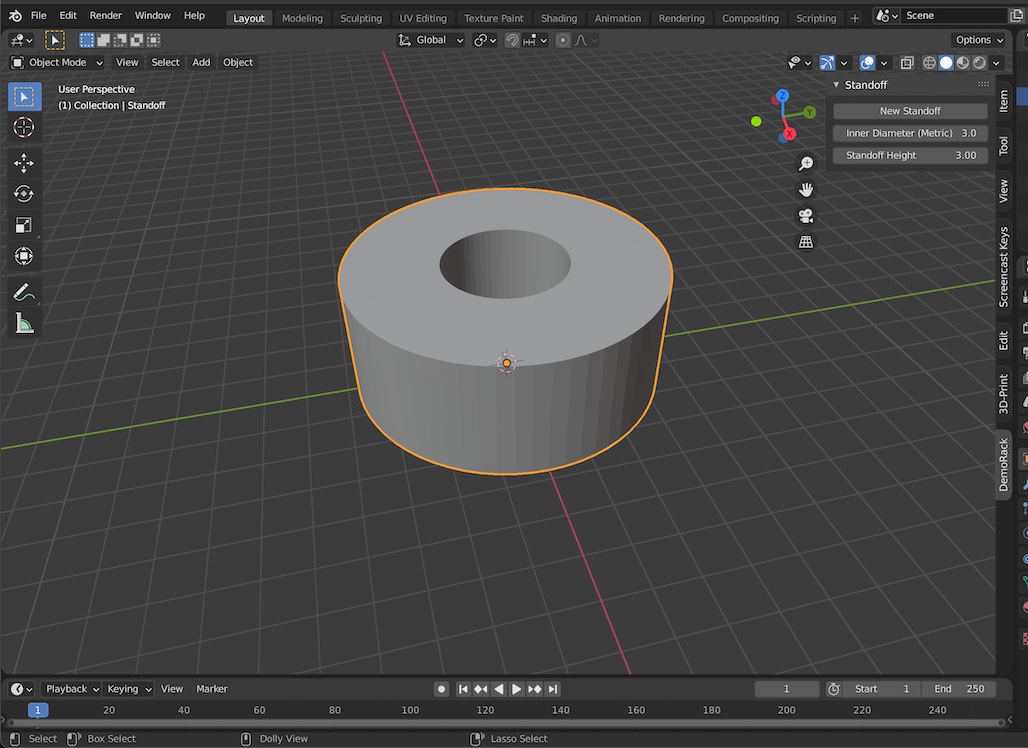 File Edit Render Window Help Layout Modeling Sculpting UV Editing Texture Paint Shading Animation Rendering Compositing Scripting + Scene
Global Options
Object Mode View Select Add Object
User Perspective
(1) Collection | Standoff
Z
Y
X
Standoff
New Standoff
Inner Diameter (Metric) 3.0
Standoff Height 3.00
Item
Tool
View
Screencast Keys
Edit
3D-Print
DemoRack
Playback Keying View Marker 1 Start 1 End 250
1 20 40 60 80 100 120 140 160 180 200 220 240
Select Box Select Dolly View Lasso Select